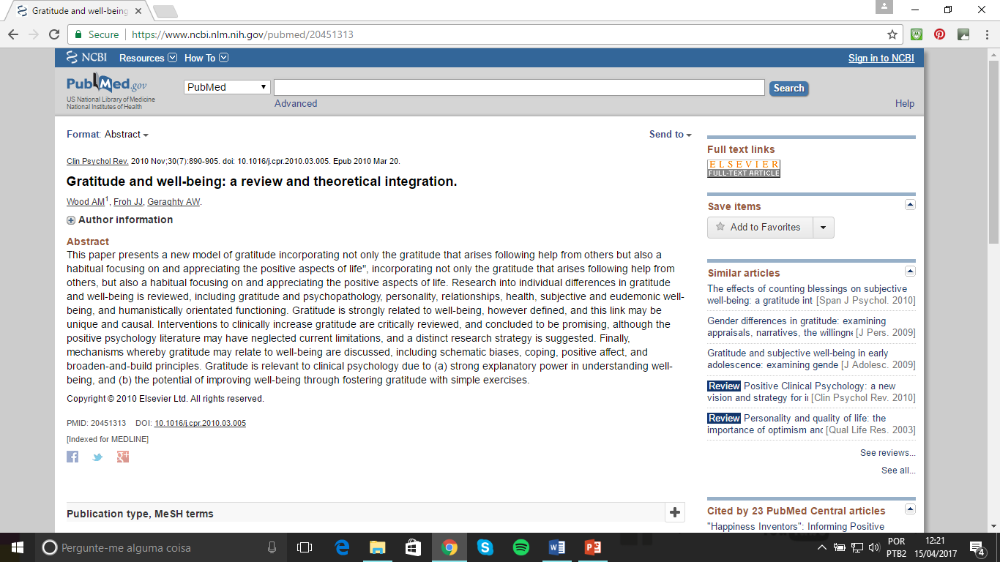 Gratitude and well-being
Secure
https://www.ncbi.nlm.nih.gov/pubmed/20451313
NCBI Resources How To Sign in to NCBI
PubMed.gov
US National Library of Medicine
National Institutes of Health
PubMed
Search
Advanced
Help
Format: Abstract
Send to
Clin Psychol Rev. 2010 Nov;30(7):890-905. doi: 10.1016/j.cpr.2010.03.005. Epub 2010 Mar 20.
Gratitude and well-being: a review and theoretical integration.
Wood AM1, Froh JJ, Geraghty AW.
Author information
Abstract
This paper presents a new model of gratitude incorporating not only the gratitude that arises following help from others but also a
habitual focusing on and appreciating the positive aspects of life", incorporating not only the gratitude that arises following help from
others, but also a habitual focusing on and appreciating the positive aspects of life. Research into individual differences in gratitude
and well-being is reviewed, including gratitude and psychopathology, personality, relationships, health, subjective and eudemonic well-
being, and humanistically orientated functioning. Gratitude is strongly related to well-being, however defined, and this link may be
unique and causal. Interventions to clinically increase gratitude are critically reviewed, and concluded to be promising, although the
positive psychology literature may have neglected current limitations, and a distinct research strategy is suggested. Finally,
mechanisms whereby gratitude may relate to well-being are discussed, including schematic biases, coping, positive affect, and
broaden-and-build principles. Gratitude is relevant to clinical psychology due to (a) strong explanatory power in understanding well-
being, and (b) the potential of improving well-being through fostering gratitude with simple exercises.
Copyright © 2010 Elsevier Ltd. All rights reserved.
PMID: 20451313 DOI: 10.1016/j.cpr.2010.03.005
[Indexed for MEDLINE]
Publication type, MeSH terms
Full text links
ELSEVIER
FULL-TEXT ARTICLE
Save items
Add to Favorites
Similar articles
The effects of counting blessings on subjective
well-being: a gratitude int [Span J Psychol. 2010]
Gender differences in gratitude: examining
appraisals, narratives, the willingne [J Pers. 2009]
Gratitude and subjective well-being in early
adolescence: examining gende [J Adolesc. 2009]
Review Positive Clinical Psychology: a new
vision and strategy for i [Clin Psychol Rev. 2010]
Review Personality and quality of life: the
importance of optimism and [Qual Life Res. 2003]
See reviews...
See all...
Cited by 23 PubMed Central articles
"Happiness Inventors": Informing Positive
Pergunte-me alguma coisa
POR
PTB2
12:21
15/04/2017
4